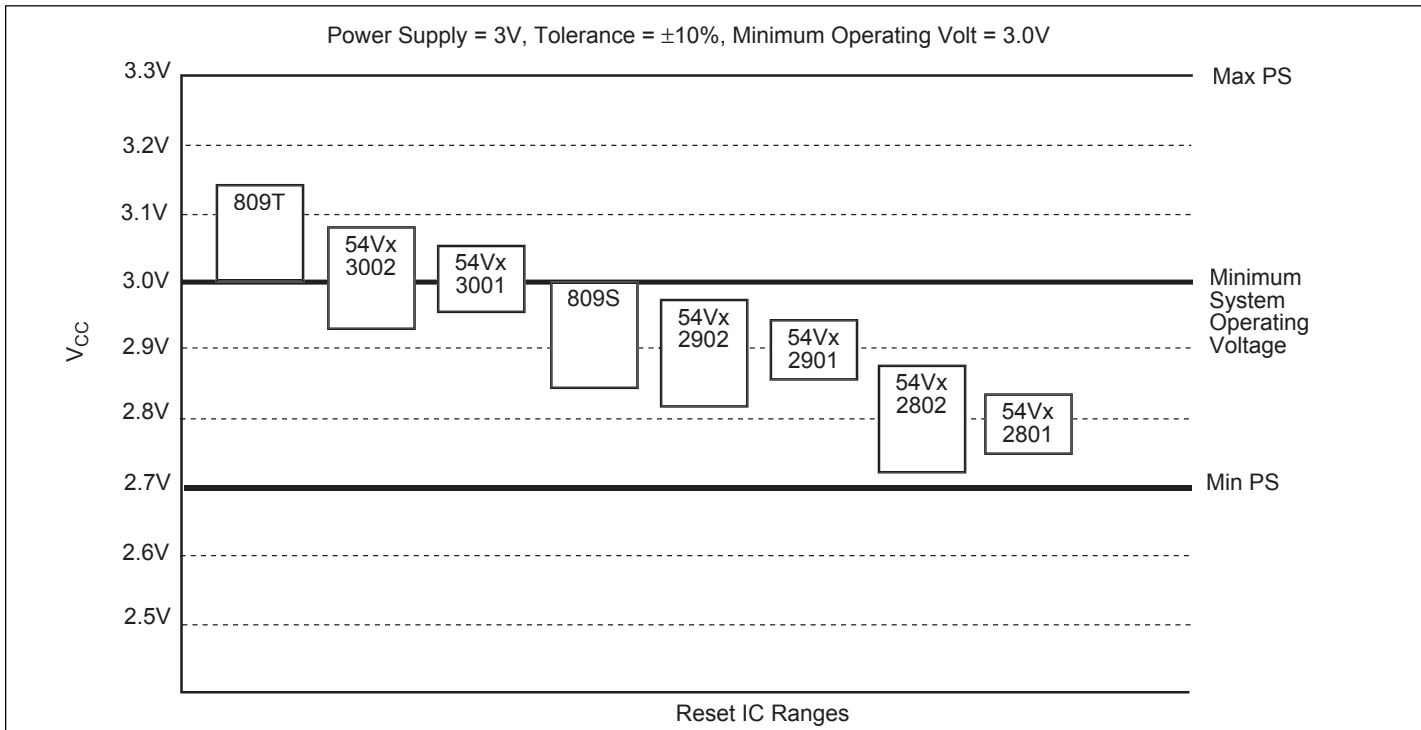 Power Supply = 3V, Tolerance = ±10%, Minimum Operating Volt = 3.0V
3.3V
Max PS
3.2V
3.1V
809T
54Vx
3002
54Vx
3001
3.0V
Minimum
System
Operating
Voltage
809S
54Vx
2902
54Vx
2901
2.9V
VCC
54Vx
2802
54Vx
2801
2.8V
2.7V
Min PS
2.6V
2.5V
Reset IC Ranges